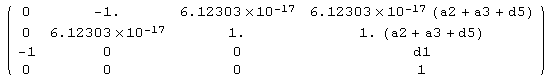 0 -1. 6.12303×10⁻¹⁷ 6.12303×10⁻¹⁷ (a2 + a3 + d5)
0 6.12303×10⁻¹⁷ 1. 1. (a2 + a3 + d5)
-1 0 0 d1
0 0 0 1